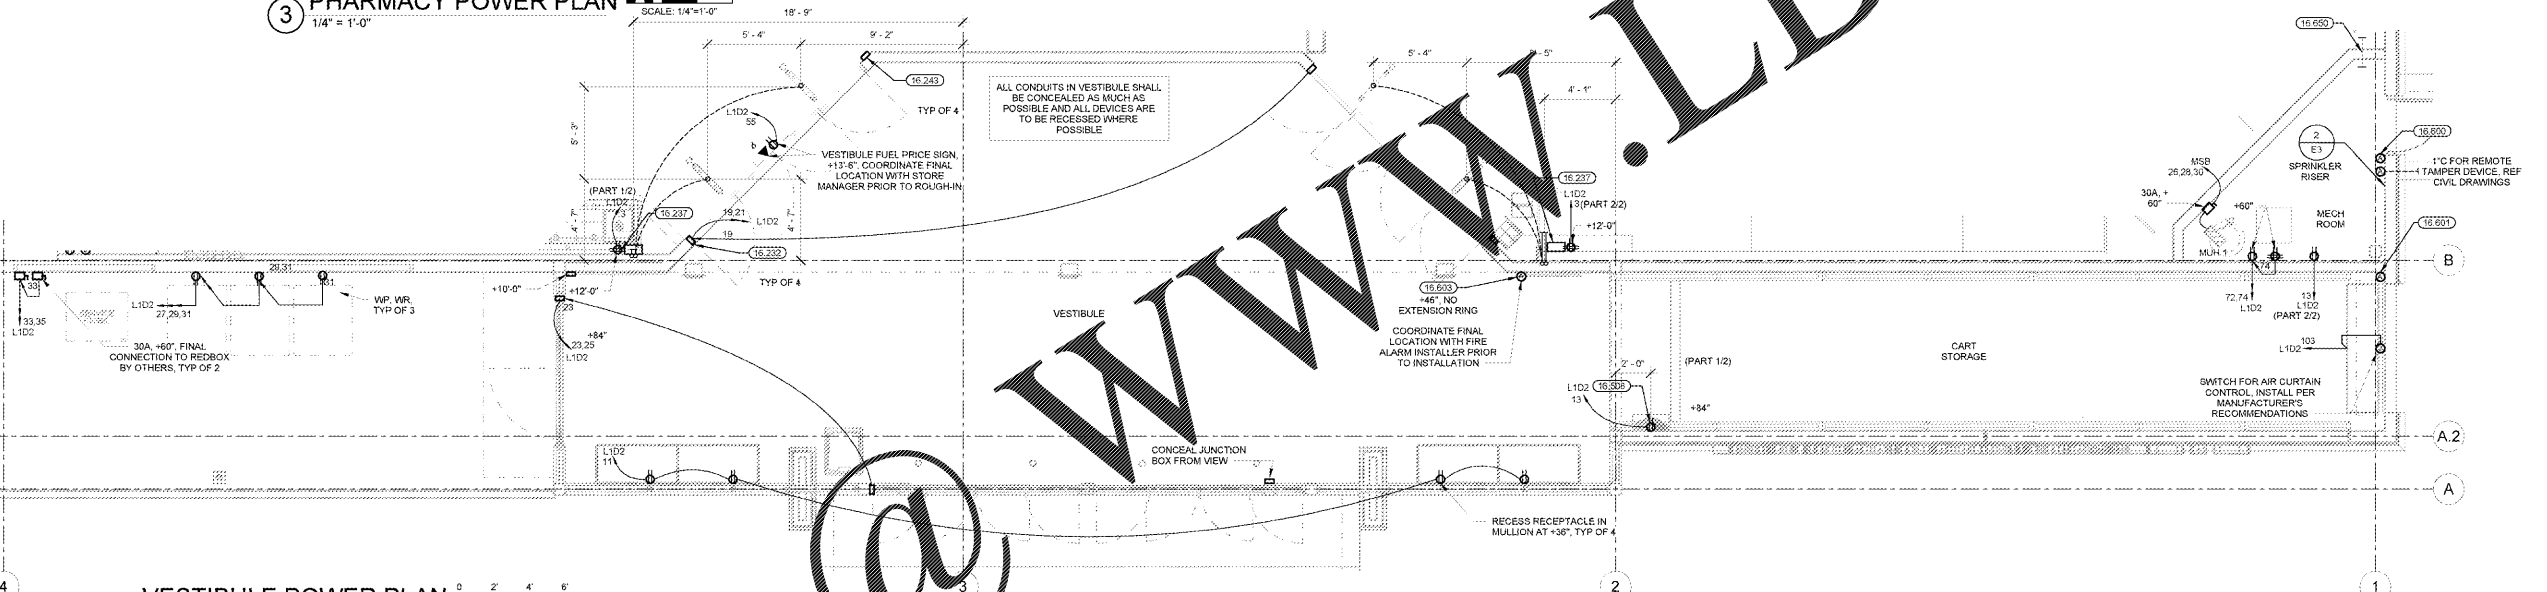 3
PHARMACY POWER PLAN
1/4" = 1'-0"
SCALE: 1/4"=1'-0"
18' - 9"
5' - 4"
9' - 2"
16.243
TYP OF 4
5' - 3"
L1D2
55
b
VESTIBULE FUEL PRICE SIGN,
+13'-6". COORDINATE FINAL
LOCATION WITH STORE
MANAGER PRIOR TO ROUGH-IN
ALL CONDUITS IN VESTIBULE SHALL
BE CONCEALED AS MUCH AS
POSSIBLE AND ALL DEVICES ARE
TO BE RECESSED WHERE
POSSIBLE
5' - 4"
4' - 1"
16.650
2
E3
SPRINKLER
RISER
16.600
1"C FOR REMOTE
TAMPER DEVICE, REF
CIVIL DRAWINGS
MSB
26,28,30
30A, +
60"
+60"
MECH
ROOM
16.601
MUH.1
(PART 1/2)
L1D2
16.237
4' - 7"
19,21
L1D2
19
16.232
4' - 7"
TYP OF 4
16.237
L1D2
(PART 2/2)
+12'-0"
B
33
33,35
L1D2
29,31
31
L1D2
27,29,31
WP, WR,
TYP OF 3
30A, +60", FINAL
CONNECTION TO REDBOX
BY OTHERS, TYP OF 2
+10'-0"
+12'-0"
23
+84"
23,25
L1D2
VESTIBULE
16.603
+46", NO
EXTENSION RING
COORDINATE FINAL
LOCATION WITH FIRE
ALARM INSTALLER PRIOR
TO INSTALLATION
74
72,74
L1D2
13
L1D2
(PART 2/2)
CART
STORAGE
103
L1D2
(PART 1/2)
2' - 0"
L1D2
16.508
13
+84"
SWITCH FOR AIR CURTAIN
CONTROL, INSTALL PER
MANUFACTURER'S
RECOMMENDATIONS
A.2
L1D2
11
CONCEAL JUNCTION
BOX FROM VIEW
A
RECESS RECEPTACLE IN
MULLION AT +36", TYP OF 4
4
3
2
1
VESTIBULE POWER PLAN
0 2' 4' 6'